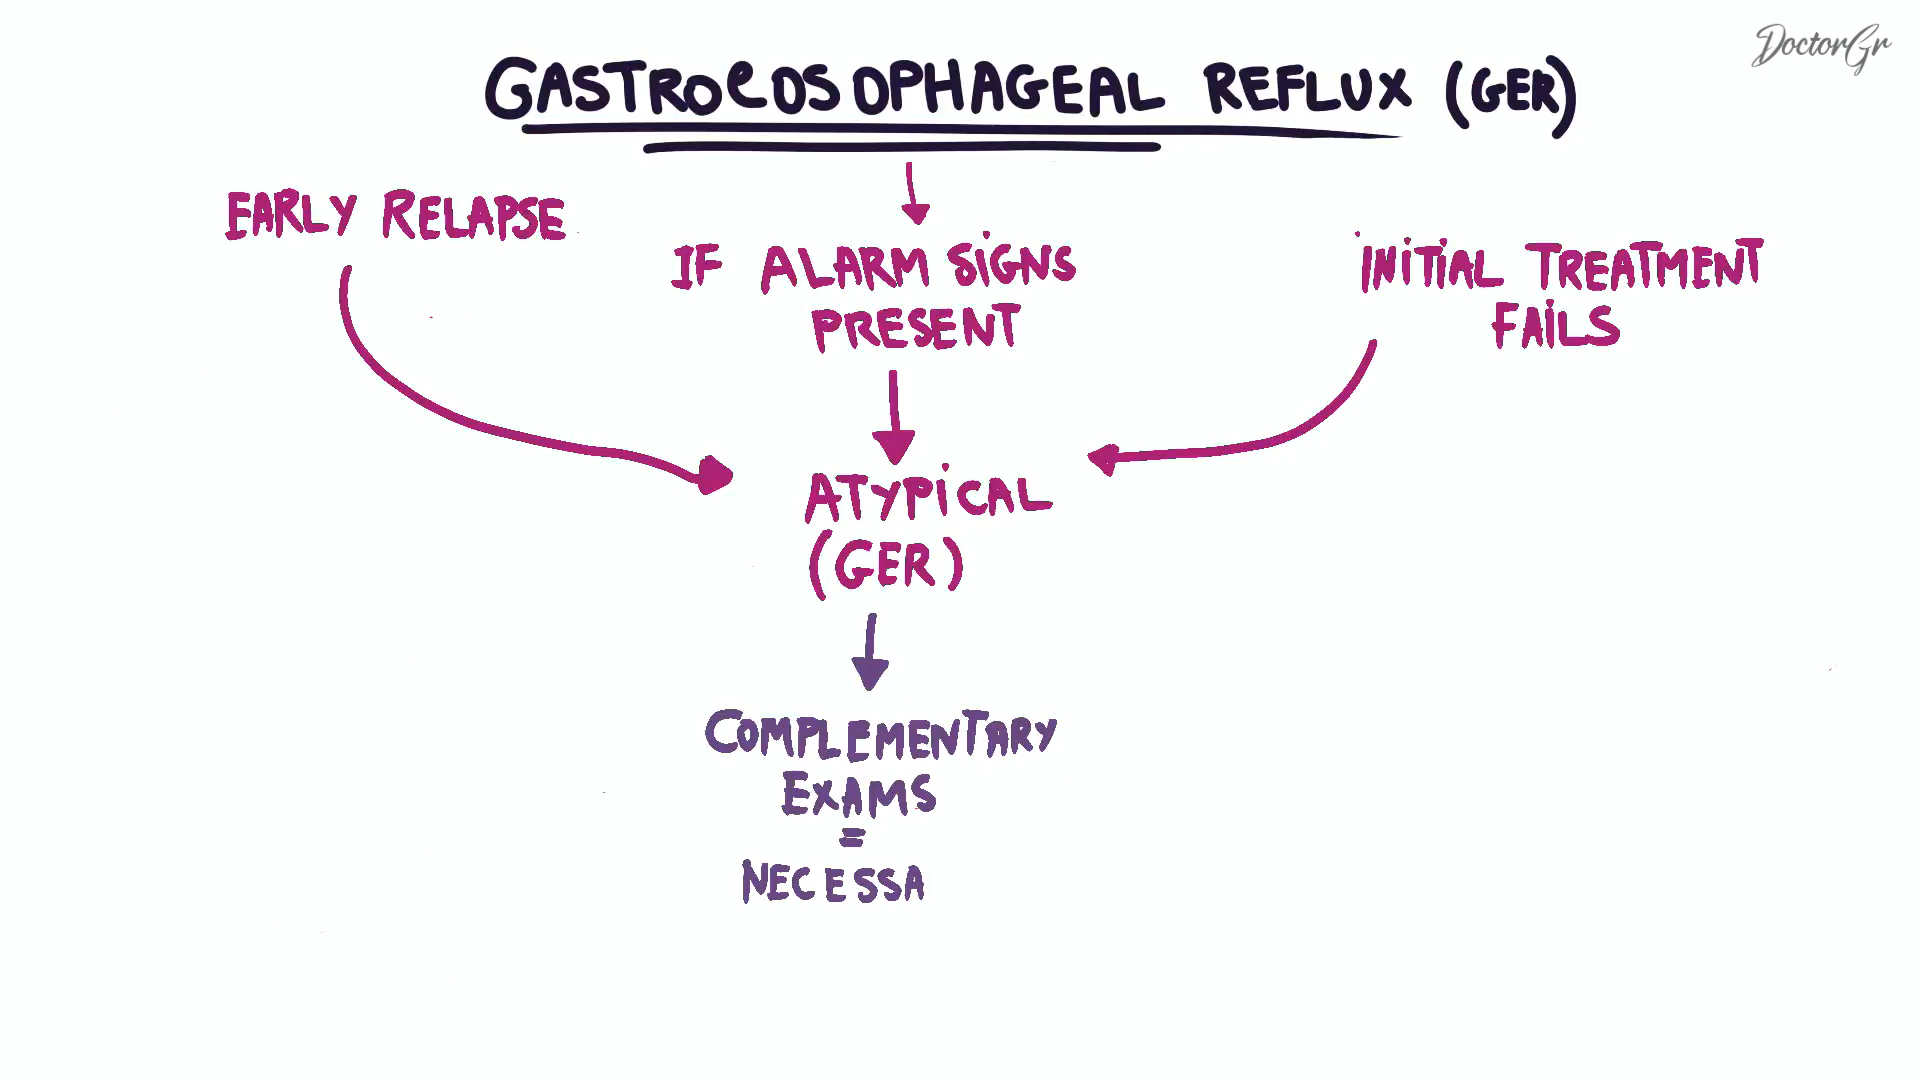 DoctorGr
GASTROEOSOPHAGEAL REFLUX (GER)
EARLY RELAPSE
IF ALARM SIGNS
PRESENT
INITIAL TREATMENT
FAILS
ATYPICAL
(GER)
COMPLEMENTARY
EXAMS
=
NECESSA